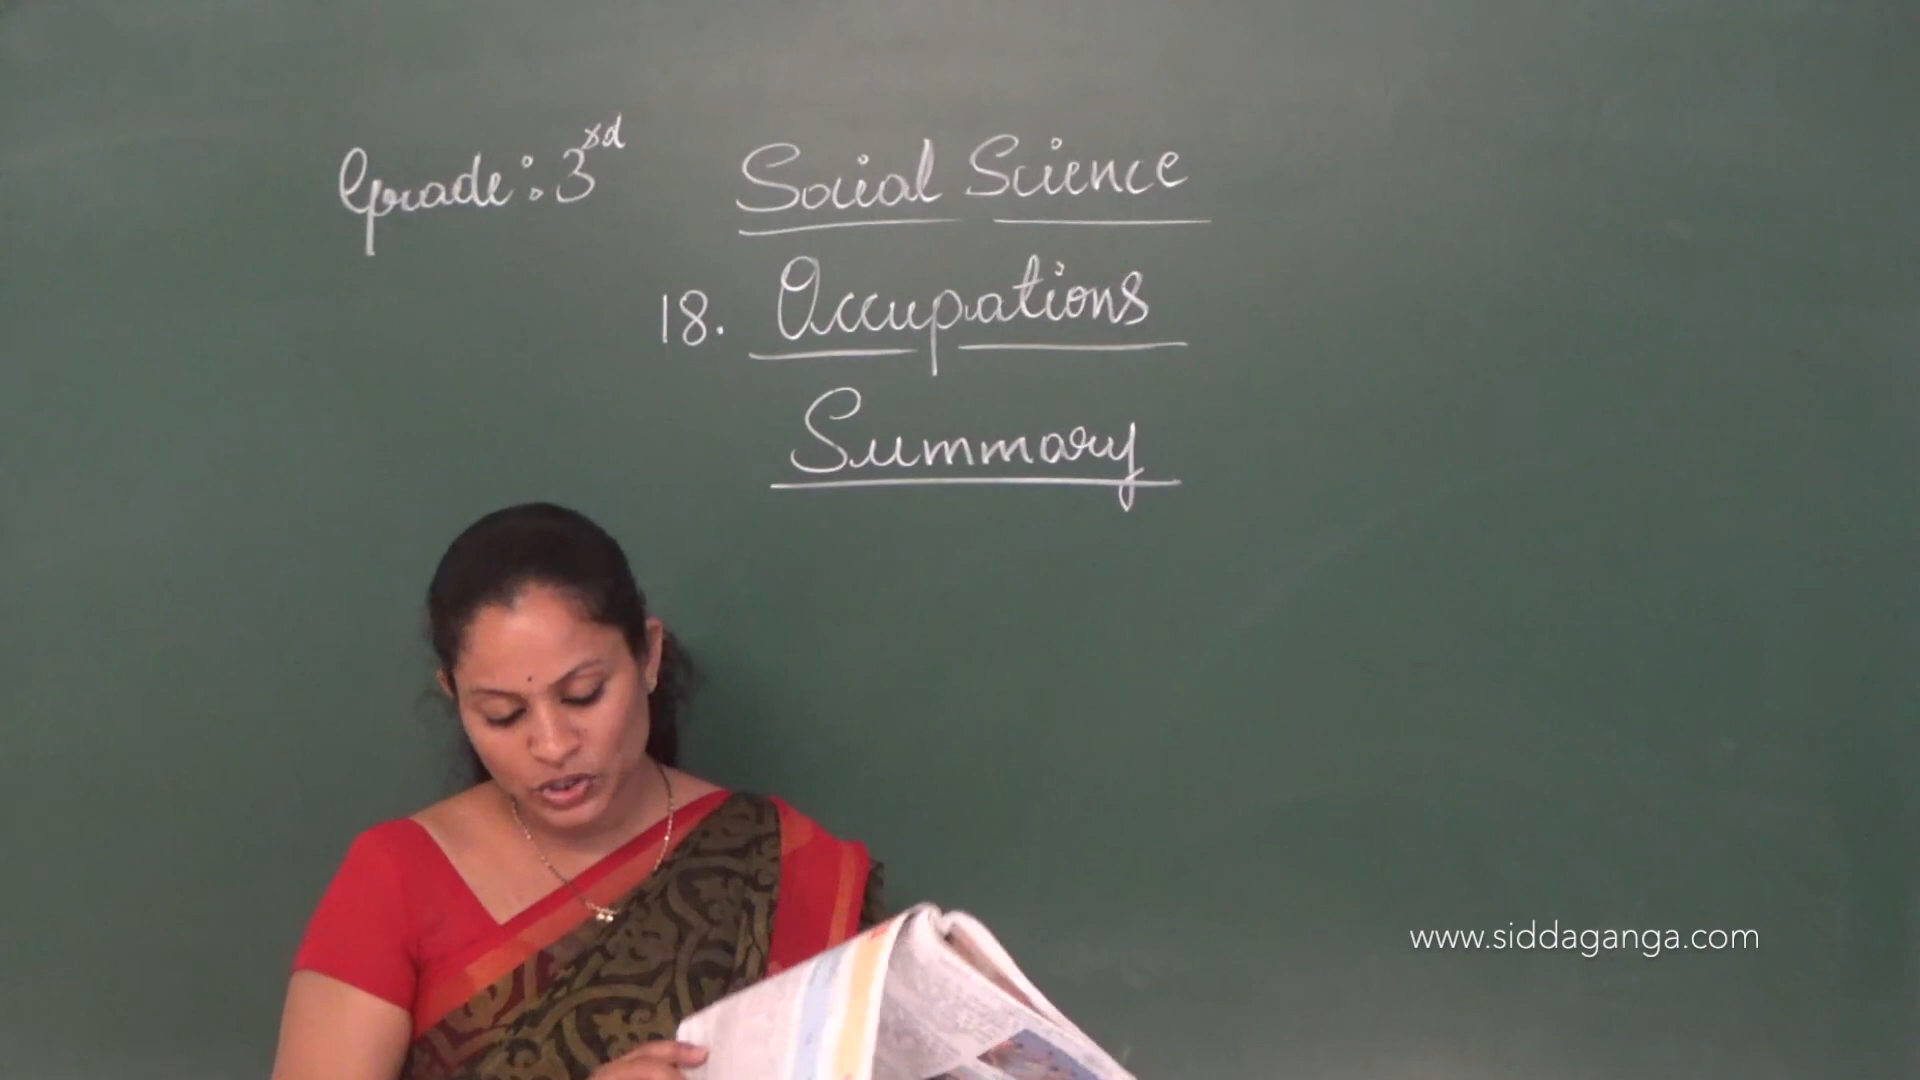 Grade: 3rd
Social Science
18. Occupations
Summary
www.siddaganga.com